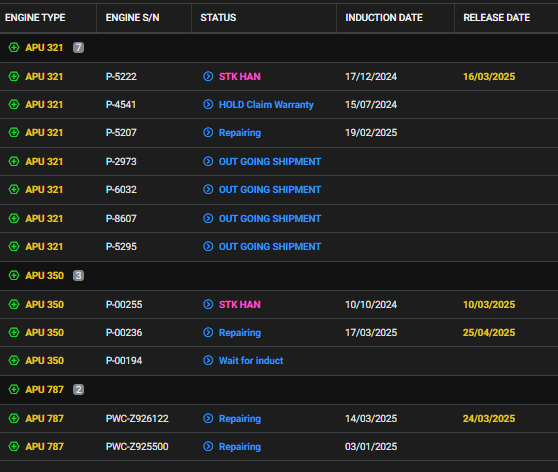 ENGINE TYPE ENGINE S/N STATUS INDUCTION DATE RELEASE DATE
APU 321 7
APU 321 P-5222 STK HAN 17/12/2024 16/03/2025
APU 321 P-4541 HOLD Claim Warranty 15/07/2024
APU 321 P-5207 Repairing 19/02/2025
APU 321 P-2973 OUT GOING SHIPMENT
APU 321 P-6032 OUT GOING SHIPMENT
APU 321 P-8607 OUT GOING SHIPMENT
APU 321 P-5295 OUT GOING SHIPMENT
APU 350 3
APU 350 P-00255 STK HAN 10/10/2024 10/03/2025
APU 350 P-00236 Repairing 17/03/2025 25/04/2025
APU 350 P-00194 Wait for induct
APU 787 2
APU 787 PWC-Z926122 Repairing 14/03/2025 24/03/2025
APU 787 PWC-Z925500 Repairing 03/01/2025